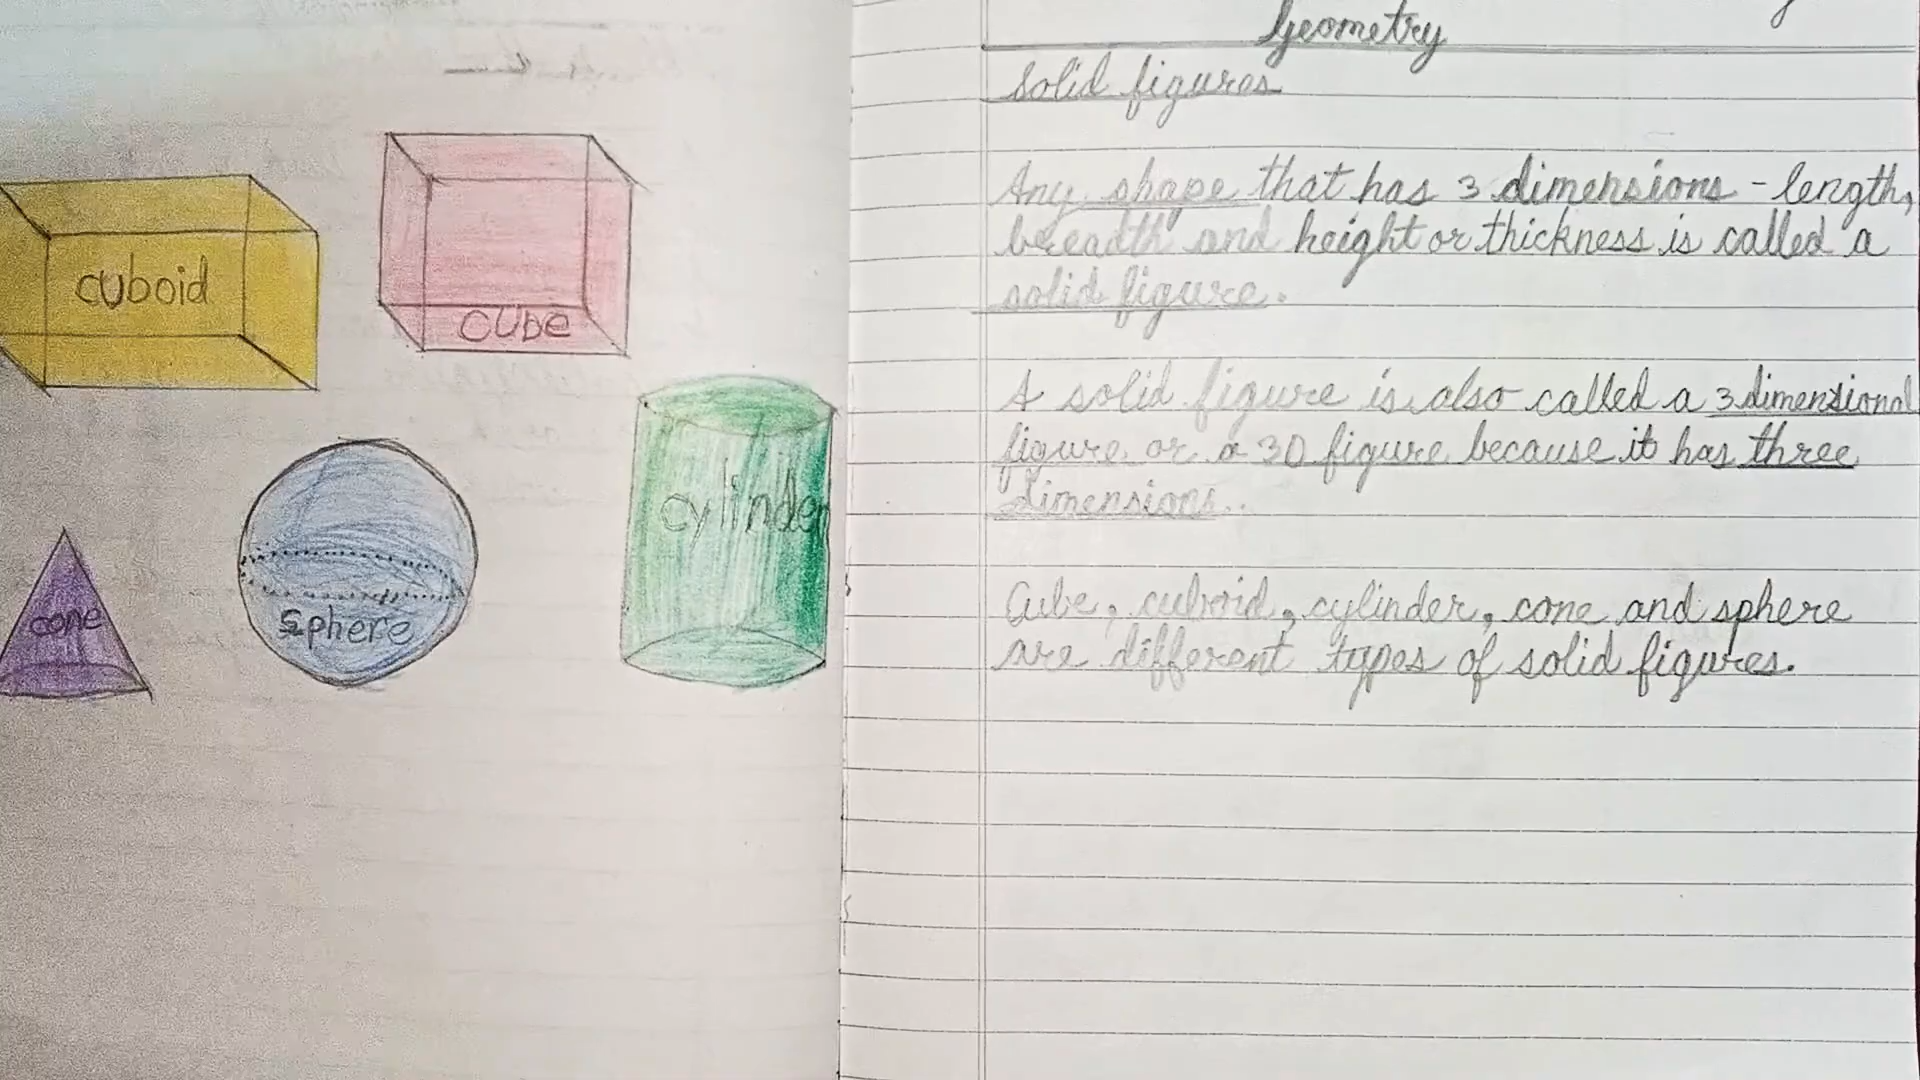 cuboid
CUBE
cylinder
cone
Sphere
Geometry
Solid figures
Any shape that has 3 dimensions - length,
breadth and height or thickness is called a
solid figure.
A solid figure is also called a 3 dimensional
figure or a 3D figure because it has three
dimensions.
Cube, cuboid, cylinder, cone and sphere
are different types of solid figures.